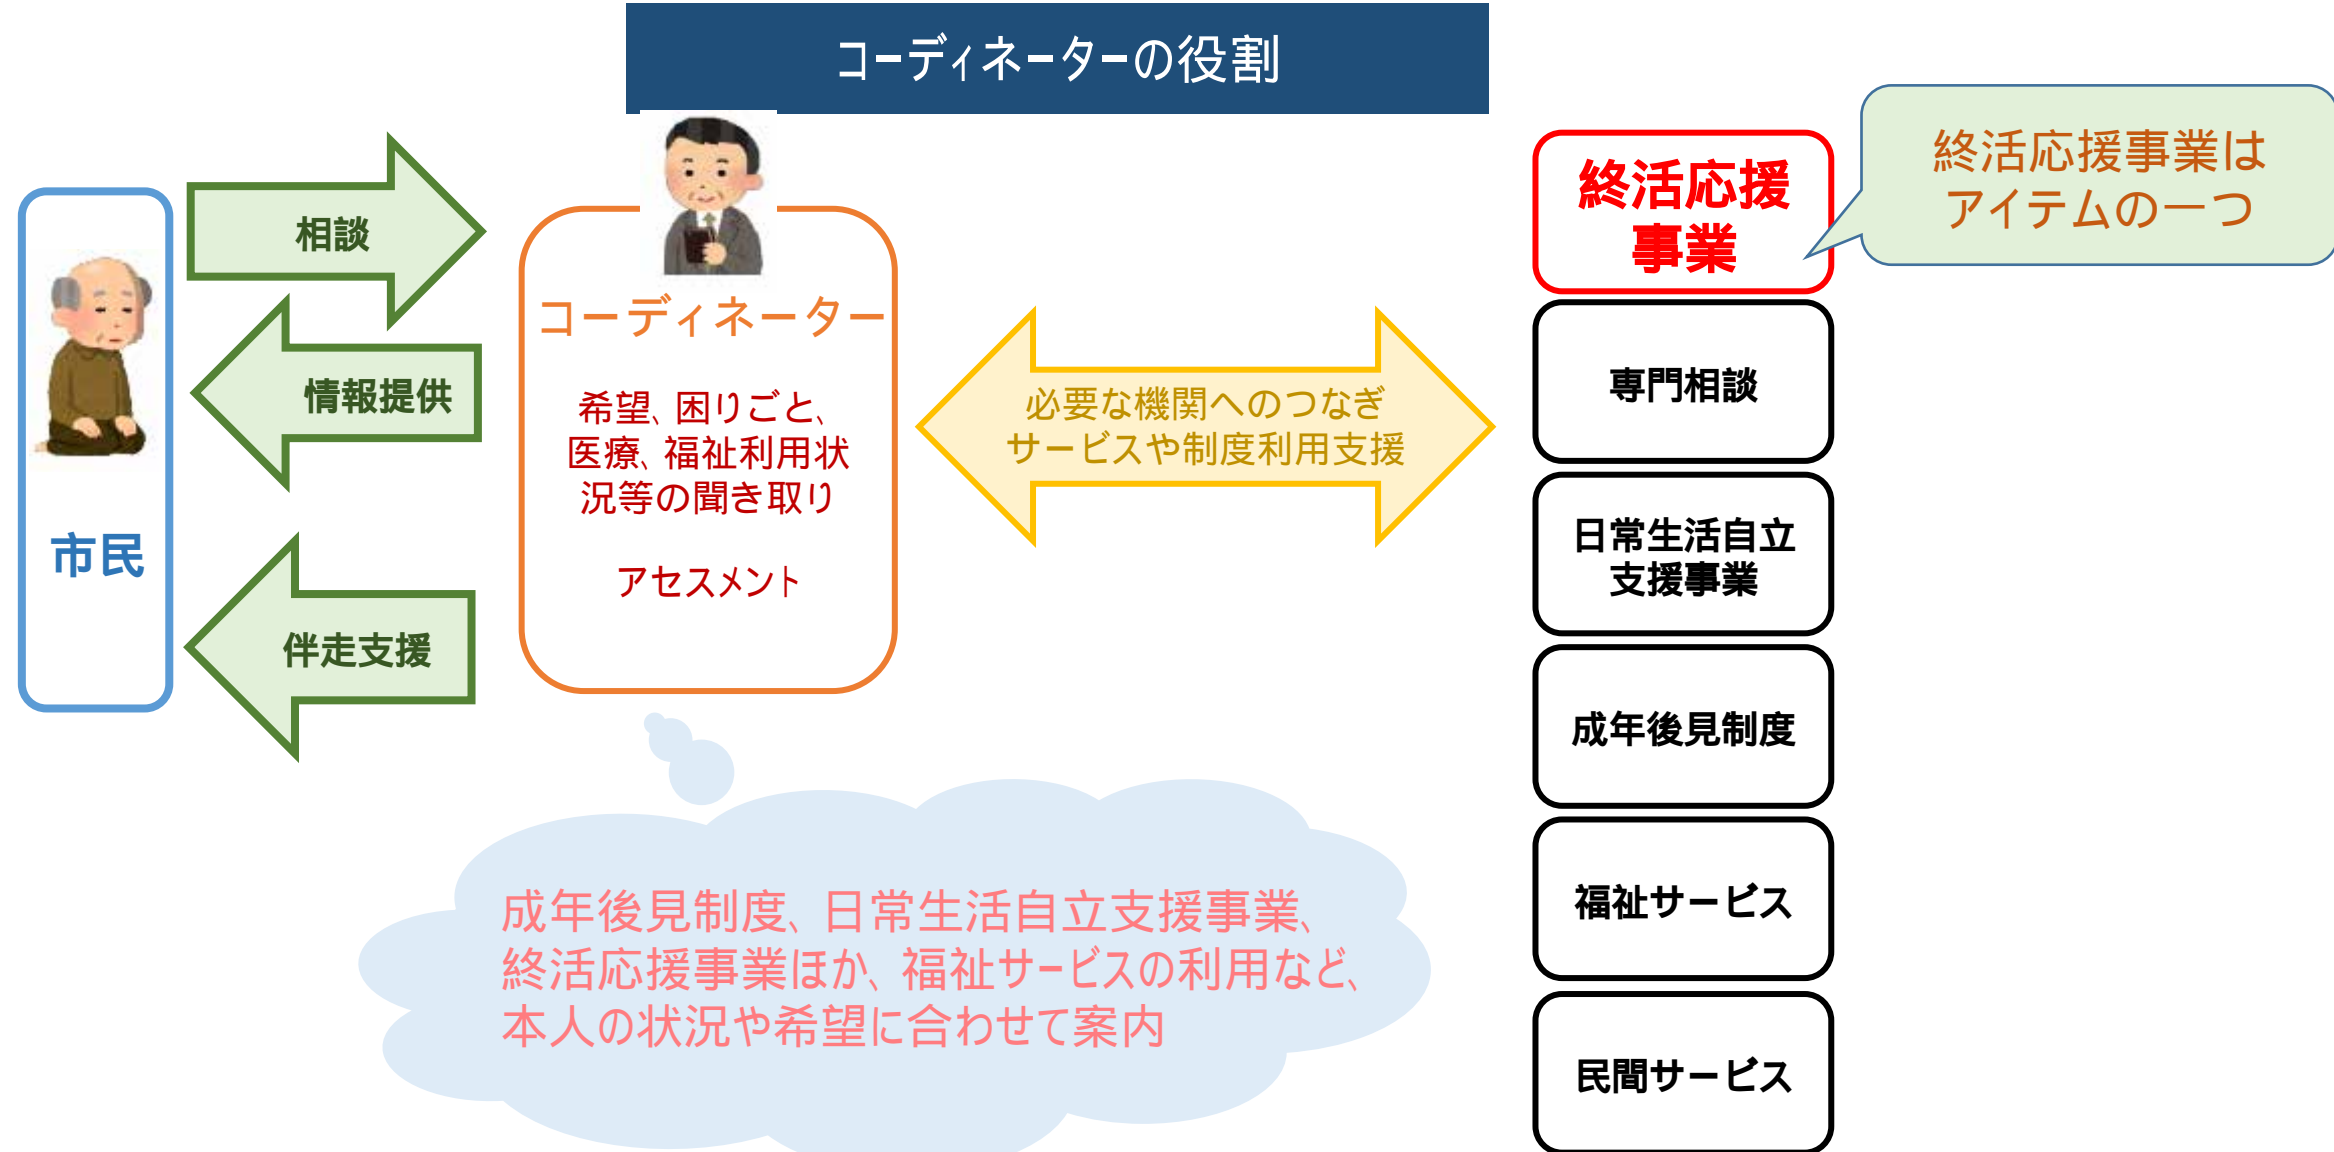 コーディネーターの役割
終活応援事業は
アイテムの一つ
相談
情報提供
伴走支援
市民
コーディネーター
希望、困りごと、
医療、福祉利用状
況等の聞き取り
アセスメント
必要な機関へのつなぎ
サービスや制度利用支援
終活応援
事業
専門相談
日常生活自立
支援事業
成年後見制度
福祉サービス
民間サービス
成年後見制度、日常生活自立支援事業、
終活応援事業ほか、福祉サービスの利用など、
本人の状況や希望に合わせて案内